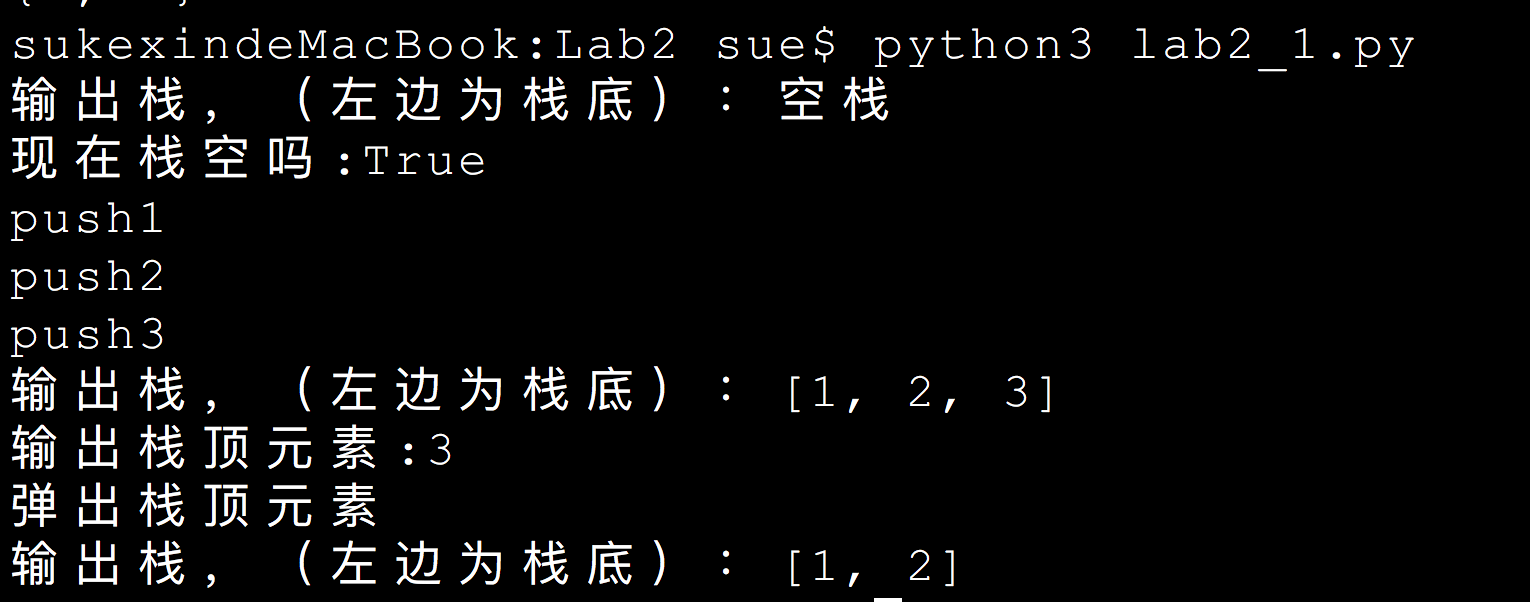 sukexindeMacBook:Lab2 sue$ python3 lab2_1.py
输出栈，（左边为栈底）：空栈
现在栈空吗:True
push1
push2
push3
输出栈，（左边为栈底）：[1, 2, 3]
输出栈顶元素:3
弹出栈顶元素
输出栈，（左边为栈底）：[1, 2]